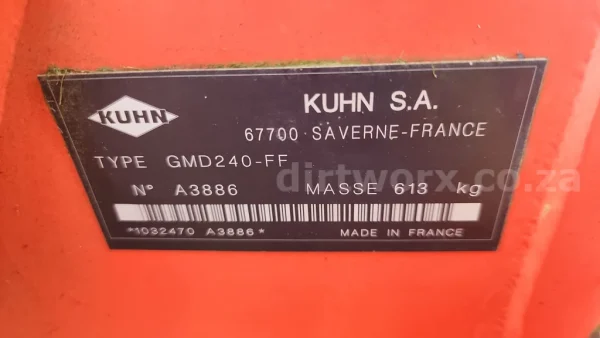 KUHN
KUHN S.A.
67700 SAVERNE-FRANCE
TYPE GMD240-FF
N° A3886 MASSE 613 kg
dirtworx.co.za
*1032470 A3886* MADE IN FRANCE